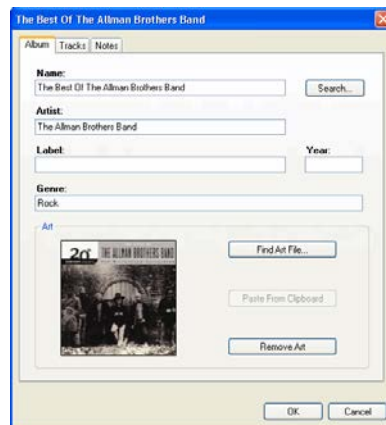 The Best Of The Allman Brothers Band
Album Tracks Notes
Name:
The Best Of The Allman Brothers Band Search...
Artist:
The Allman Brothers Band
Label: Year:
Genre:
Rock
Art
20th THE ALLMAN BROTHERS BAND
Find Art File...
Paste From Clipboard
Remove Art
OK Cancel